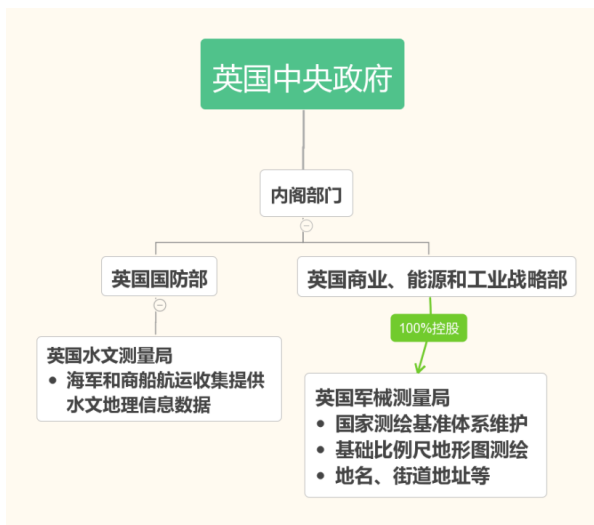 英国中央政府
内阁部门
英国国防部
英国商业、能源和工业战略部
100%控股
英国水文测量局
• 海军和商船航运收集提供
水文地理信息数据
英国军械测量局
• 国家测绘基准体系维护
• 基础比例尺地形图测绘
• 地名、街道地址等